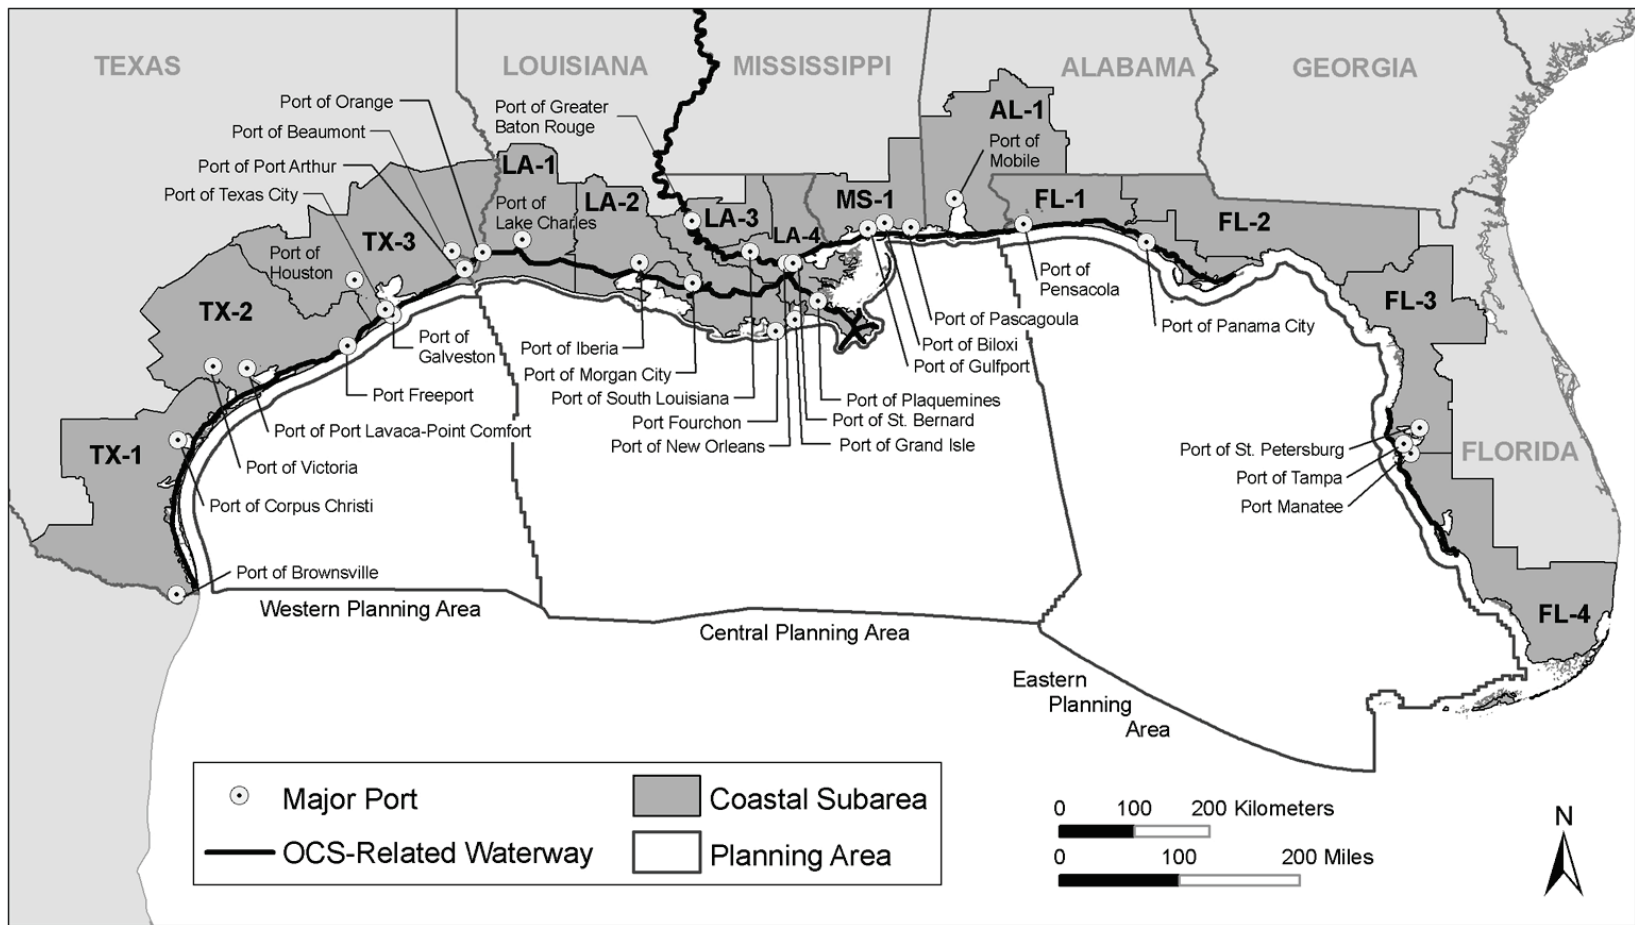 TEXAS
LOUISIANA
MISSISSIPPI
ALABAMA
GEORGIA
FLORIDA
Port of Orange
Port of Beaumont
Port of Port Arthur
Port of Texas City
Port of
Houston
TX-3
TX-2
TX-1
Port of Greater
Baton Rouge
LA-1
Port of
Lake Charles
LA-2
LA-3
LA-4
MS-1
AL-1
Port of
Mobile
FL-1
FL-2
FL-3
FL-4
Port of
Galveston
Port Freeport
Port of Port Lavaca-Point Comfort
Port of Victoria
Port of Corpus Christi
Port of Brownsville
Port of Iberia
Port of Morgan City
Port of South Louisiana
Port Fourchon
Port of New Orleans
Port of Plaquemines
Port of St. Bernard
Port of Grand Isle
Port of Pascagoula
Port of Biloxi
Port of Gulfport
Port of
Pensacola
Port of Panama City
Port of St. Petersburg
Port of Tampa
Port Manatee
Western Planning Area
Central Planning Area
Eastern
Planning
Area
Major Port
OCS-Related Waterway
Coastal Subarea
Planning Area
0 100 200 Kilometers
0 100 200 Miles
N